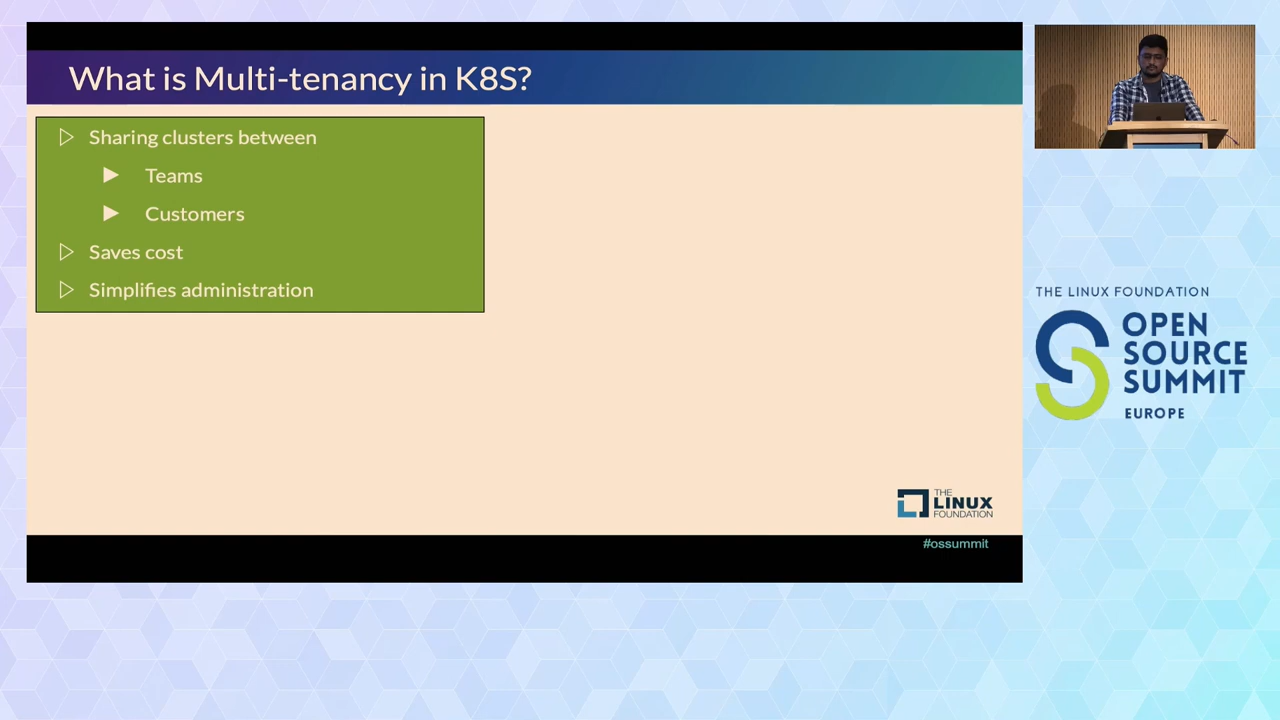 What is Multi-tenancy in K8S?
Sharing clusters between
Teams
Customers
Saves cost
Simplifies administration
THE
LINUX
FOUNDATION
#ossummit
THE LINUX FOUNDATION
OPEN
SOURCE
SUMMIT
EUROPE